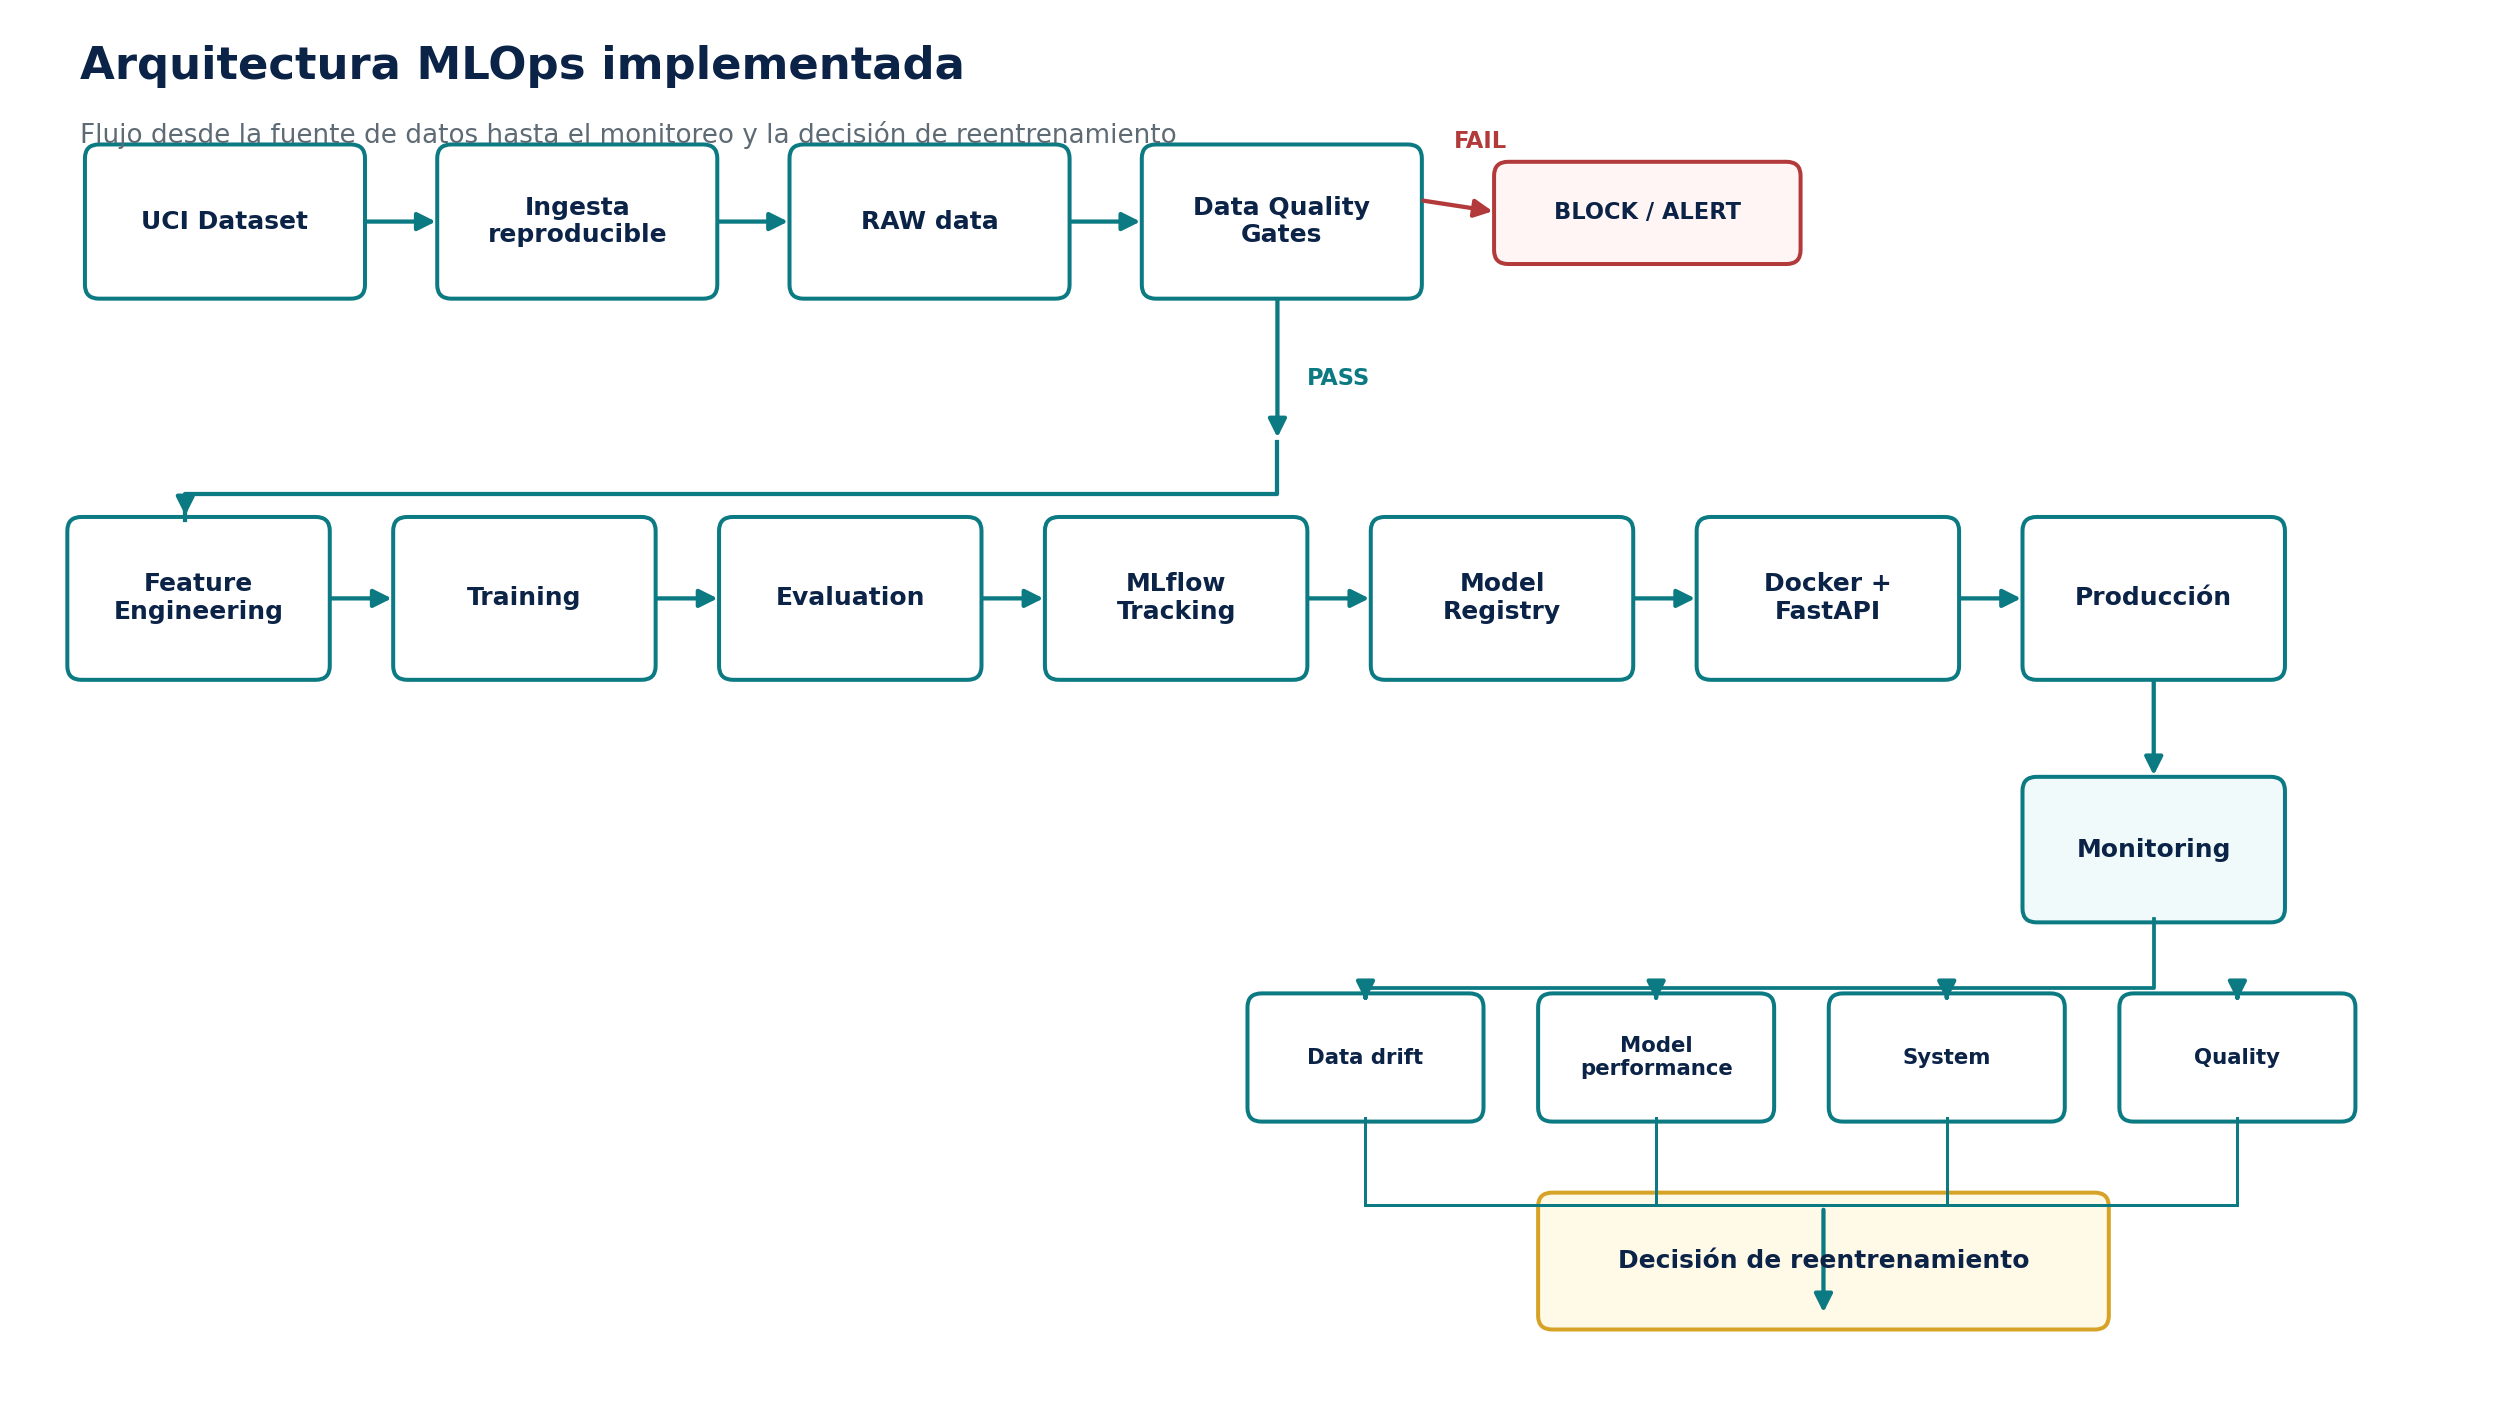 Arquitectura MLOps implementada
Flujo desde la fuente de datos hasta el monitoreo y la decisión de reentrenamiento
FAIL
UCI Dataset
Ingesta
reproducible
RAW data
Data Quality
Gates
BLOCK / ALERT
PASS
Feature
Engineering
Training
Evaluation
MLflow
Tracking
Model
Registry
Docker +
FastAPI
Producción
Monitoring
Data drift
Model
performance
System
Quality
Decisión de reentrenamiento